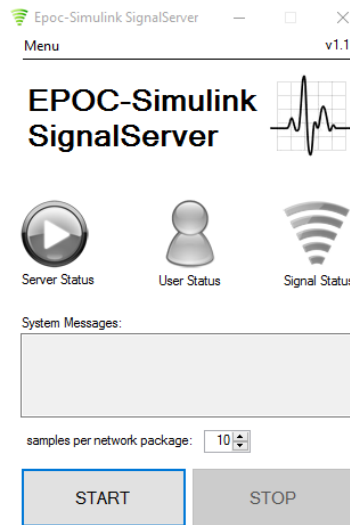 Epoc-Simulink SignalServer
Menu v1.1
EPOC-Simulink
SignalServer
Server Status User Status Signal Status
System Messages:
samples per network package: 10
START STOP